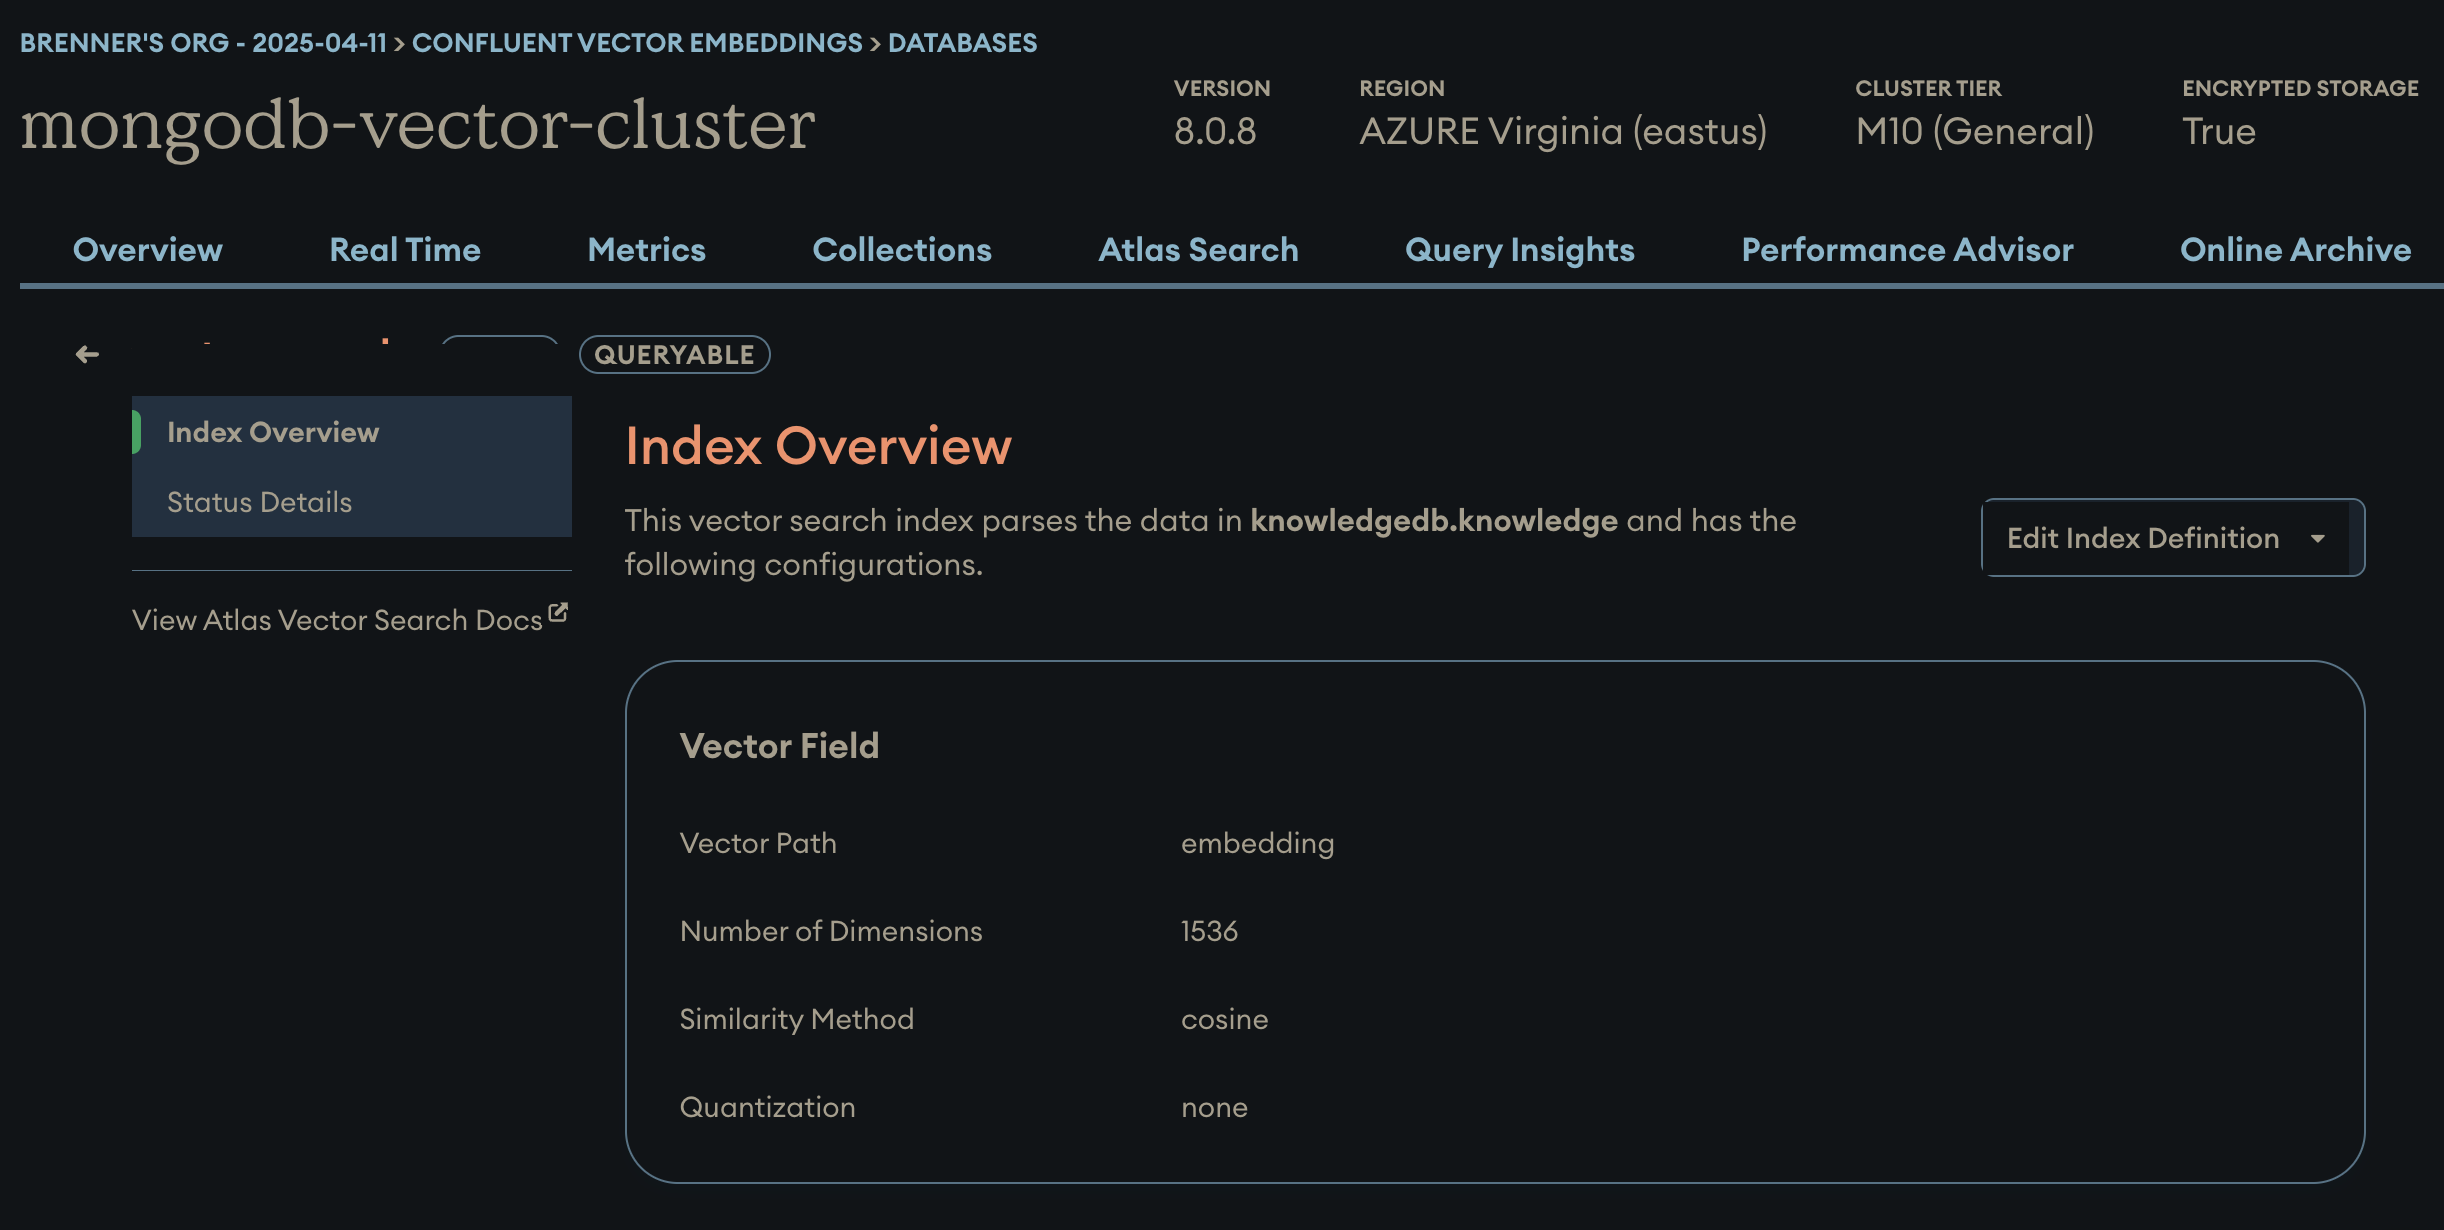 BRENNER'S ORG - 2025-04-11 > CONFLUENT VECTOR EMBEDDINGS > DATABASES
mongodb-vector-cluster
VERSION
8.0.8
REGION
AZURE Virginia (eastus)
CLUSTER TIER
M10 (General)
ENCRYPTED STORAGE
True
Overview Real Time Metrics Collections Atlas Search Query Insights Performance Advisor Online Archive
QUERYABLE
Index Overview
Status Details
View Atlas Vector Search Docs
Index Overview
This vector search index parses the data in knowledgedb.knowledge and has the
following configurations.
Edit Index Definition
Vector Field
Vector Path embedding
Number of Dimensions 1536
Similarity Method cosine
Quantization none